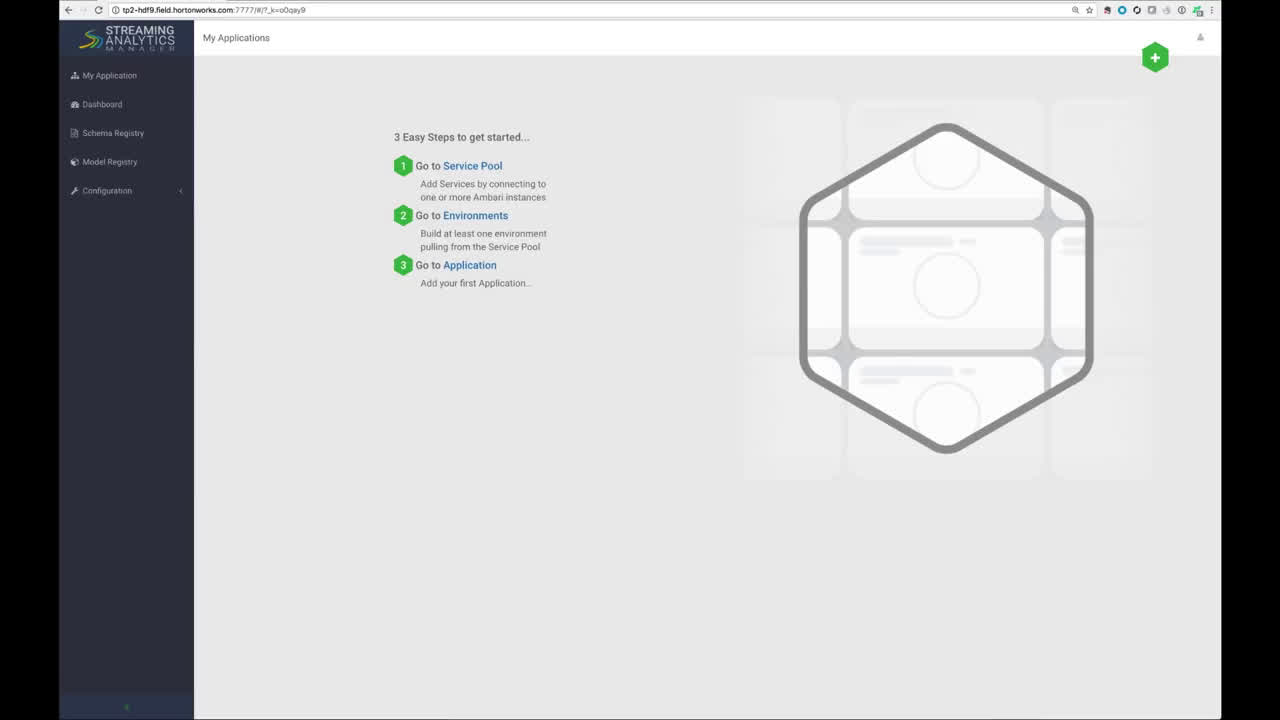 tp2-hdf9.field.hortonworks.com:7777/#/?_k=o0qay9
STREAMING
ANALYTICS
MANAGER
My Applications
My Application
Dashboard
Schema Registry
Model Registry
Configuration
3 Easy Steps to get started...
1 Go to Service Pool
Add Services by connecting to
one or more Ambari instances
2 Go to Environments
Build at least one environment
pulling from the Service Pool
3 Go to Application
Add your first Application...